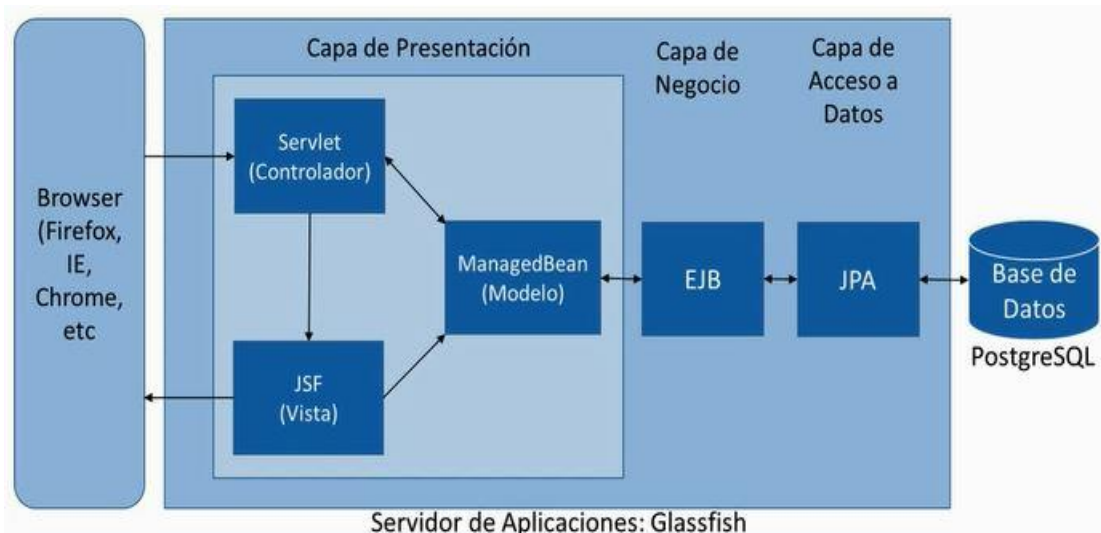 Capa de Presentación
Capa de
Negocio
Capa de
Acceso a
Datos
Browser
(Firefox,
IE,
Chrome,
etc
Servlet
(Controlador)
ManagedBean
(Modelo)
JSF
(Vista)
EJB
JPA
Base de
Datos
PostgreSQL
Servidor de Aplicaciones: Glassfish